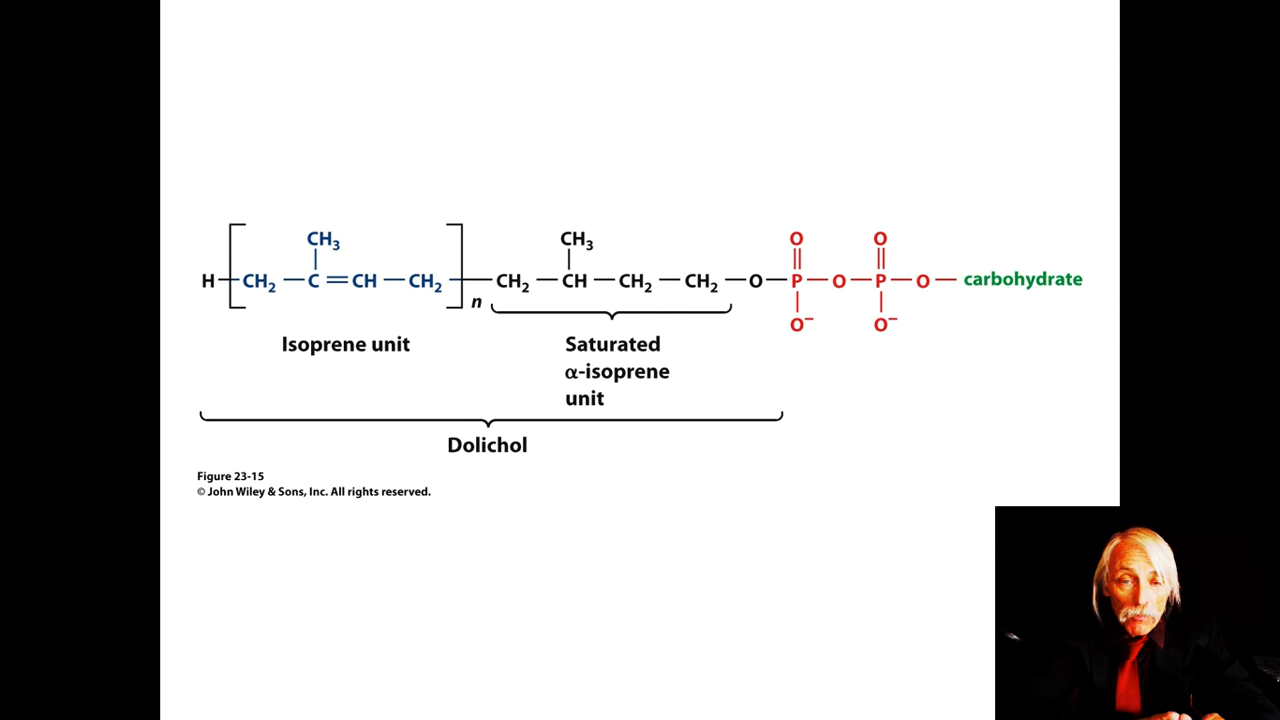 CH3 CH3 O O
H CH2 — C = CH — CH2 — CH2 — CH — CH2 — CH2 — O — P — O — P — O — carbohydrate
n
O− O−
Isoprene unit Saturated
α-isoprene
unit
Dolichol
Figure 23-15
© John Wiley & Sons, Inc. All rights reserved.